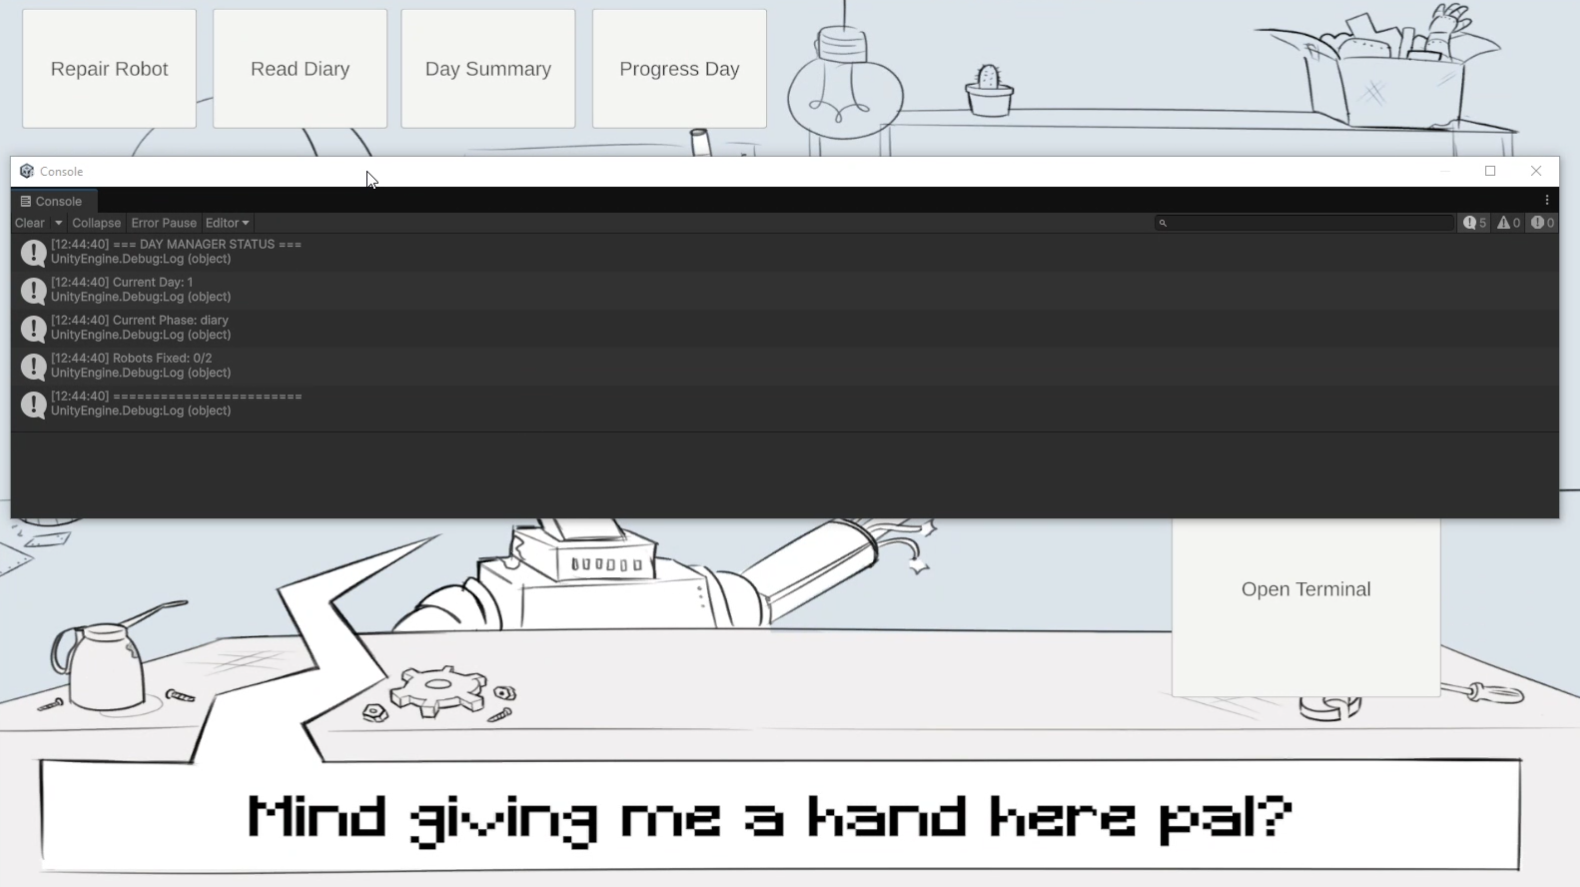 Repair Robot
Read Diary
Day Summary
Progress Day
Console
Console
Clear Collapse Error Pause Editor 5 0 0
[12:44:40] === DAY MANAGER STATUS ===
UnityEngine.Debug:Log (object)
[12:44:40] Current Day: 1
UnityEngine.Debug:Log (object)
[12:44:40] Current Phase: diary
UnityEngine.Debug:Log (object)
[12:44:40] Robots Fixed: 0/2
UnityEngine.Debug:Log (object)
[12:44:40] ========================
UnityEngine.Debug:Log (object)
Open Terminal
Mind giving me a hand here pal?